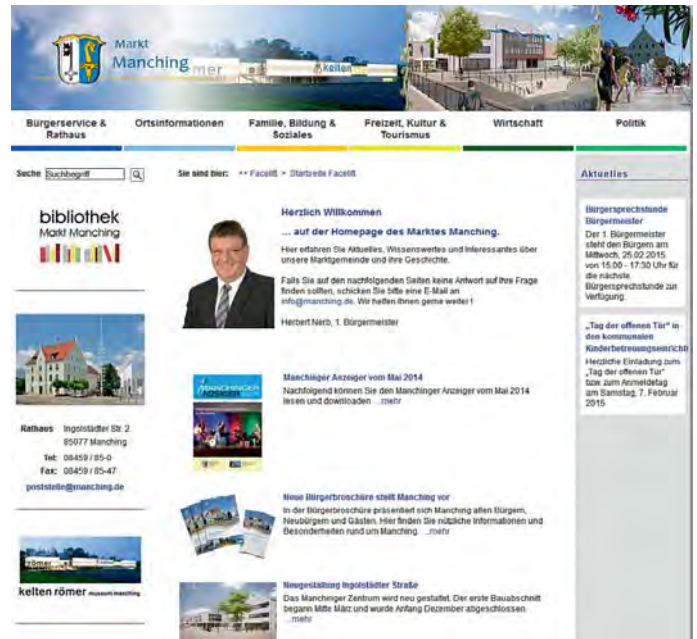 Markt
Manching
mer
kelten
Bürgerservice &
Rathaus
Ortsinformationen
Familie, Bildung &
Soziales
Freizeit, Kultur &
Tourismus
Wirtschaft
Politik
Suche Suchbegriff
Sie sind hier: >> Facelift > Startseite Facelift
bibliothek
Markt Manching
Rathaus Ingolstädter Str. 2
85077 Manching
Tel: 08459 / 85-0
Fax: 08459 / 85-47
poststelle@manching.de
römer
kelten römer museum manching
Herzlich Willkommen
... auf der Homepage des Marktes Manching.
Hier erfahren Sie Aktuelles, Wissenswertes und Interessantes über
unsere Marktgemeinde und ihre Geschichte.
Falls Sie auf den nachfolgenden Seiten keine Antwort auf Ihre Frage
finden sollten, schicken Sie bitte eine E-Mail an
info@manching.de. Wir helfen Ihnen gerne weiter !
Herbert Nerb, 1. Bürgermeister
MANCHINGER
ANZEIGER
Manchinger Anzeiger vom Mai 2014
Nachfolgend können Sie den Manchinger Anzeiger vom Mai 2014
lesen und downloaden ...mehr
Neue Bürgerbroschüre stellt Manching vor
In der Bürgerbroschüre präsentiert sich Manching allen Bürgern,
Neubürgern und Gästen. Hier finden Sie nützliche Informationen und
Besonderheiten rund um Manching. ...mehr
Neugestaltung Ingolstädter Straße
Das Manchinger Zentrum wird neu gestaltet. Der erste Bauabschnitt
begann Mitte März und wurde Anfang Dezember abgeschlossen.
...mehr
Aktuelles
Bürgersprechstunde
Bürgermeister
Der 1. Bürgermeister
steht den Bürgern am
Mittwoch, 25.02.2015
von 15.00 - 17:30 Uhr für
die nächste
Bürgersprechstunde zur
Verfügung.
„Tag der offenen Tür" in
den kommunalen
Kinderbetreuungseinrichb
Herzliche Einladung zum
„Tag der offenen Tür"
bzw. zum Anmeldetag
am Samstag, 7. Februar
2015